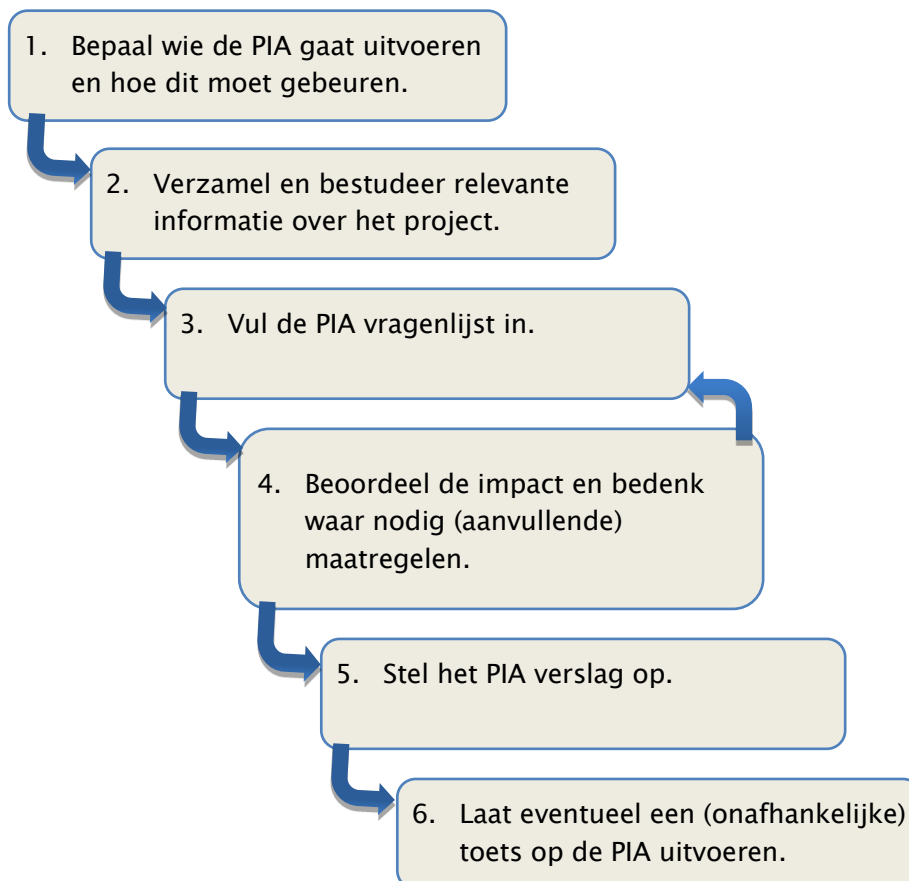 1. Bepaal wie de PIA gaat uitvoeren
en hoe dit moet gebeuren.
2. Verzamel en bestudeer relevante
informatie over het project.
3. Vul de PIA vragenlijst in.
4. Beoordeel de impact en bedenk
waar nodig (aanvullende)
maatregelen.
5. Stel het PIA verslag op.
6. Laat eventueel een (onafhankelijke)
toets op de PIA uitvoeren.